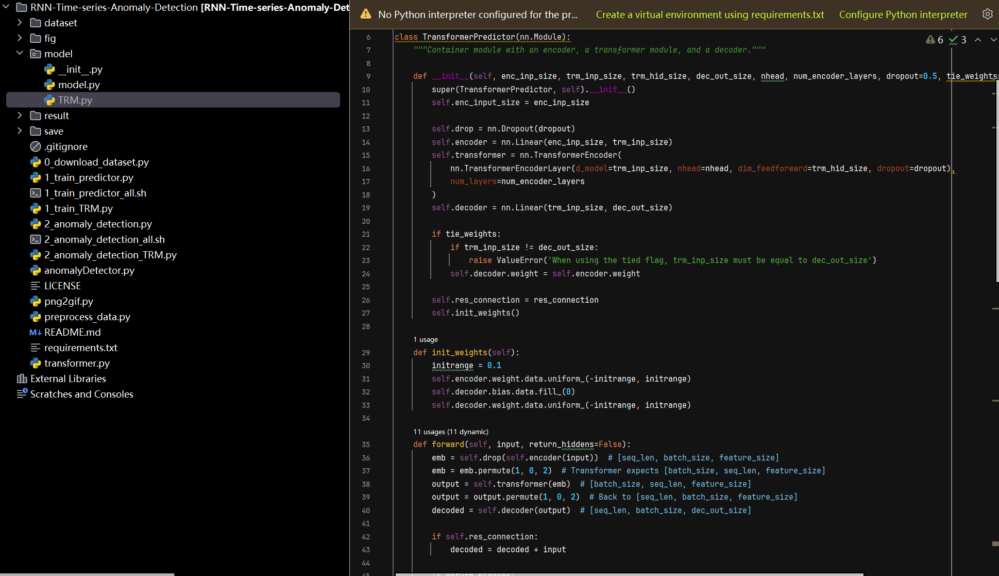 RNN-Time-series-Anomaly-Detection [RNN-Time-series-Anomaly-Det
dataset
fig
model
__init__.py
model.py
TRM.py
result
save
.gitignore
0_download_dataset.py
1_train_predictor.py
1_train_predictor_all.sh
1_train_TRM.py
2_anomaly_detection.py
2_anomaly_detection_all.sh
2_anomaly_detection_TRM.py
anomalyDetector.py
LICENSE
png2gif.py
preprocess_data.py
M↓ README.md
requirements.txt
transformer.py
External Libraries
Scratches and Consoles
No Python interpreter configured for the pr... Create a virtual environment using requirements.txt Configure Python interpreter
6 3
6 class TransformerPredictor(nn.Module):
7 """Container module with an encoder, a transformer module, and a decoder."""
8
9 def __init__(self, enc_inp_size, trm_inp_size, trm_hid_size, dec_out_size, nhead, num_encoder_layers, dropout=0.5, tie_weights=
10 super(TransformerPredictor, self).__init__()
11 self.enc_input_size = enc_inp_size
12
13 self.drop = nn.Dropout(dropout)
14 self.encoder = nn.Linear(enc_inp_size, trm_inp_size)
15 self.transformer = nn.TransformerEncoder(
16 nn.TransformerEncoderLayer(d_model=trm_inp_size, nhead=nhead, dim_feedforward=trm_hid_size, dropout=dropout),
17 num_layers=num_encoder_layers
18 )
19 self.decoder = nn.Linear(trm_inp_size, dec_out_size)
20
21 if tie_weights:
22 if trm_inp_size != dec_out_size:
23 raise ValueError('When using the tied flag, trm_inp_size must be equal to dec_out_size')
24 self.decoder.weight = self.encoder.weight
25
26 self.res_connection = res_connection
27 self.init_weights()
28
1 usage
29 def init_weights(self):
30 initrange = 0.1
31 self.encoder.weight.data.uniform_(-initrange, initrange)
32 self.decoder.bias.data.fill_(0)
33 self.decoder.weight.data.uniform_(-initrange, initrange)
34
11 usages (11 dynamic)
35 def forward(self, input, return_hiddens=False):
36 emb = self.drop(self.encoder(input)) # [seq_len, batch_size, feature_size]
37 emb = emb.permute(1, 0, 2) # Transformer expects [batch_size, seq_len, feature_size]
38 output = self.transformer(emb) # [batch_size, seq_len, feature_size]
39 output = output.permute(1, 0, 2) # Back to [seq_len, batch_size, feature_size]
40 decoded = self.decoder(output) # [seq_len, batch_size, dec_out_size]
41
42 if self.res_connection:
43 decoded = decoded + input
44